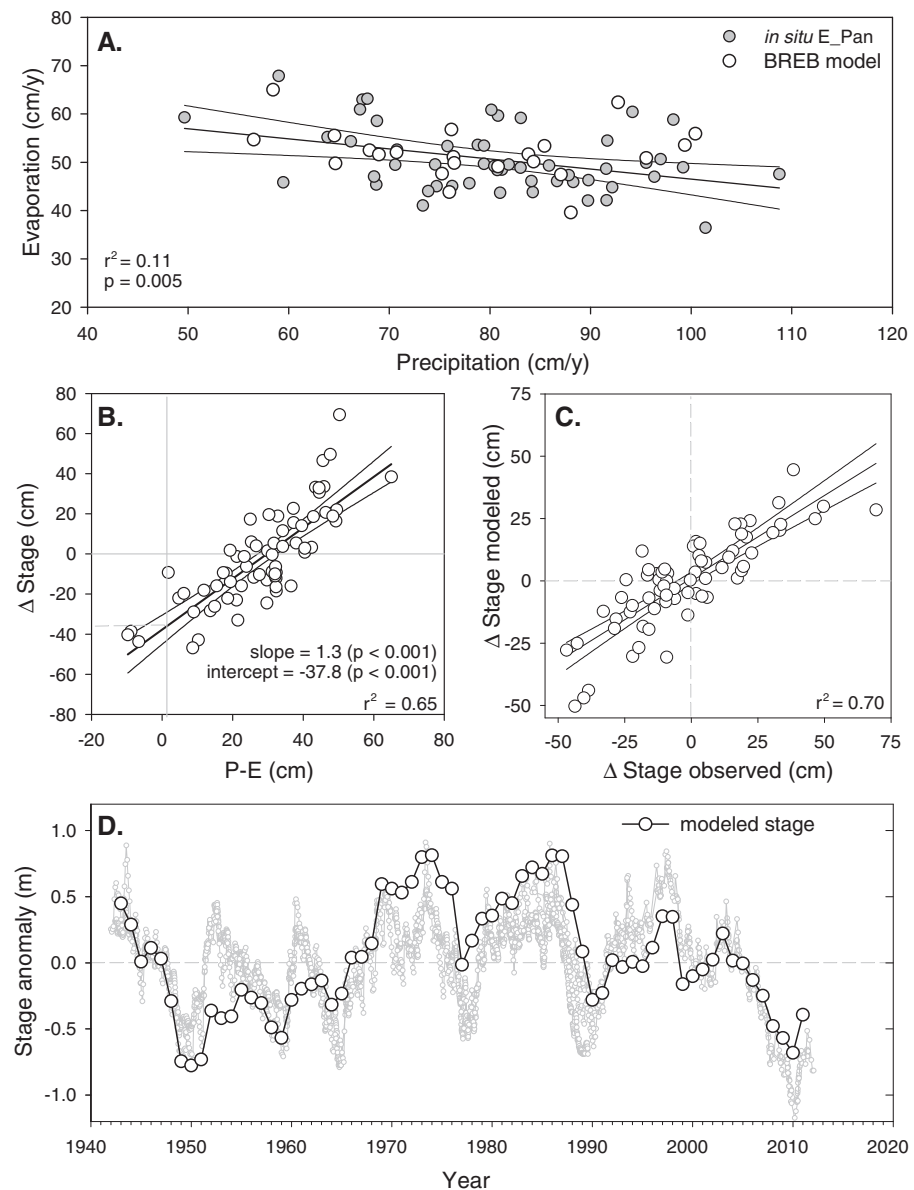 A.
in situ E_Pan
BREB model
80
70
60
50
40
30
20
Evaporation (cm/y)
r² = 0.11
p = 0.005
40 50 60 70 80 90 100 110 120
Precipitation (cm/y)
B.
80
60
40
20
0
-20
-40
-60
-80
Δ Stage (cm)
slope = 1.3 (p < 0.001)
intercept = -37.8 (p < 0.001)
r² = 0.65
-20 0 20 40 60 80
P-E (cm)
C.
75
50
25
0
-25
-50
Δ Stage modeled (cm)
r² = 0.70
-50 -25 0 25 50 75
Δ Stage observed (cm)
D.
modeled stage
1.0
0.5
0.0
-0.5
-1.0
Stage anomaly (m)
1940 1950 1960 1970 1980 1990 2000 2010 2020
Year